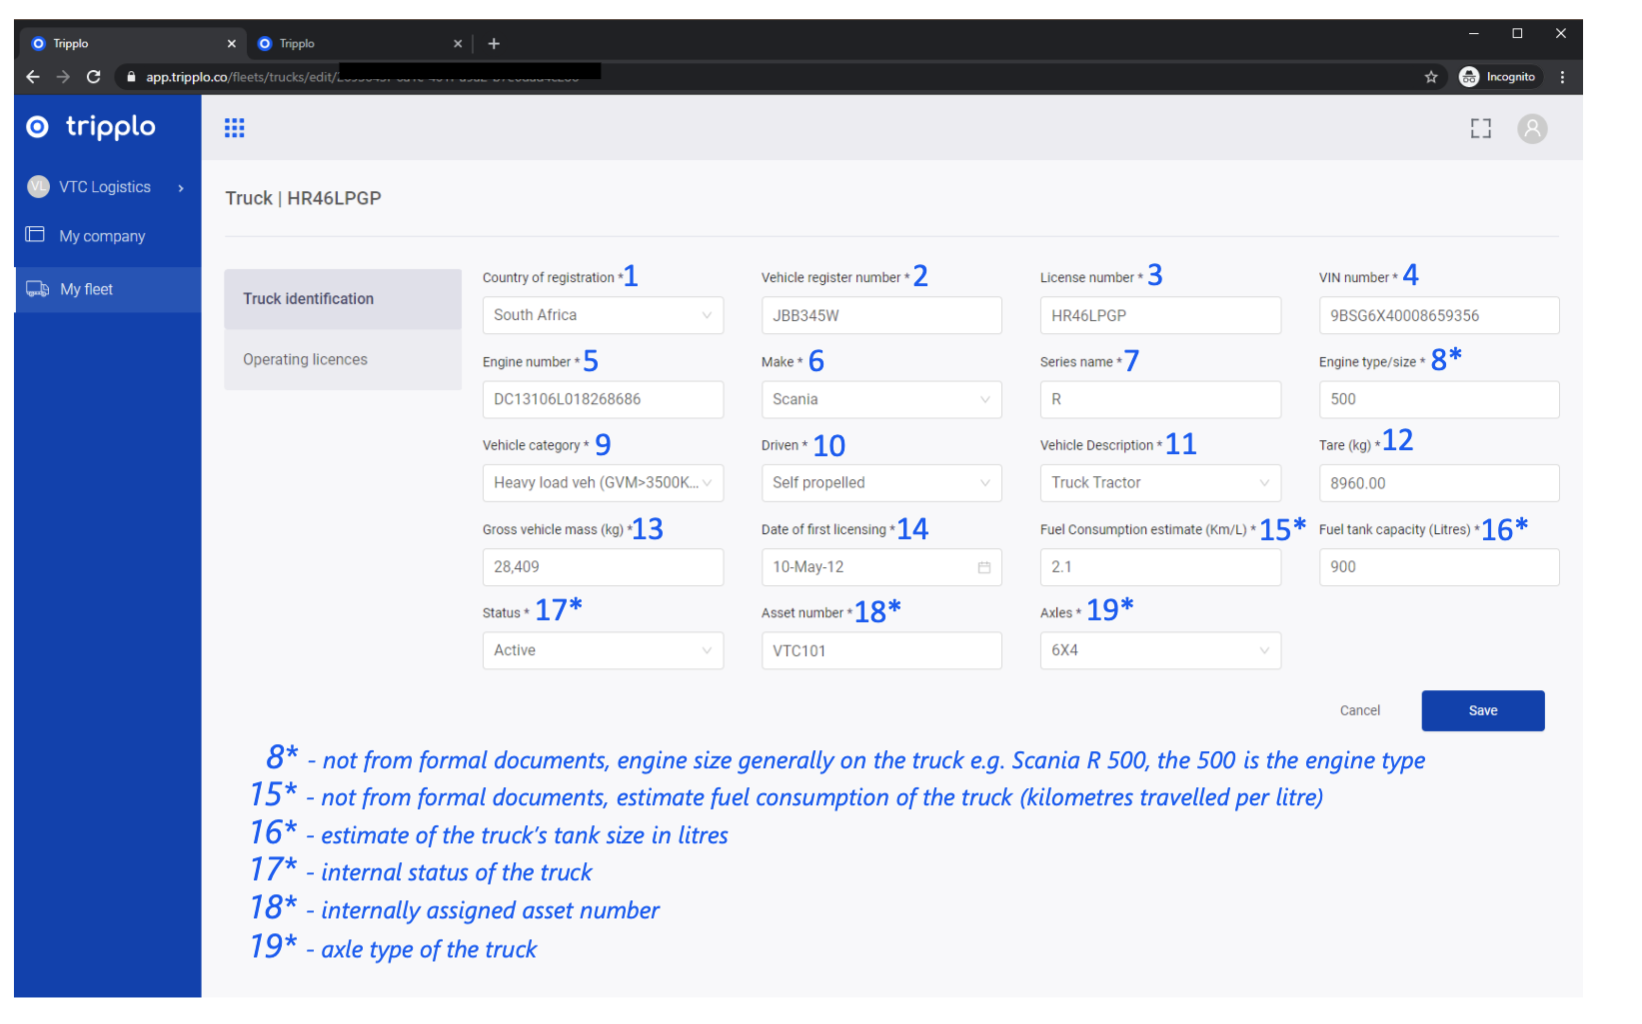 Tripplo
Tripplo
app.tripplo.co/fleets/trucks/edit/
Incognito
tripplo
VL VTC Logistics
My company
My fleet
Truck | HR46LPGP
Truck identification
Operating licences
Country of registration * 1 Vehicle register number * 2 License number * 3 VIN number * 4
South Africa JBB345W HR46LPGP 9BSG6X40008659356
Engine number * 5 Make * 6 Series name * 7 Engine type/size * 8*
DC13106L018268686 Scania R 500
Vehicle category * 9 Driven * 10 Vehicle Description * 11 Tare (kg) * 12
Heavy load veh (GVM>3500K... Self propelled Truck Tractor 8960.00
Gross vehicle mass (kg) * 13 Date of first licensing * 14 Fuel Consumption estimate (Km/L) * 15* Fuel tank capacity (Litres) * 16*
28,409 10-May-12 2.1 900
Status * 17* Asset number * 18* Axles * 19*
Active VTC101 6X4
Cancel Save
8* - not from formal documents, engine size generally on the truck e.g. Scania R 500, the 500 is the engine type
15* - not from formal documents, estimate fuel consumption of the truck (kilometres travelled per litre)
16* - estimate of the truck's tank size in litres
17* - internal status of the truck
18* - internally assigned asset number
19* - axle type of the truck